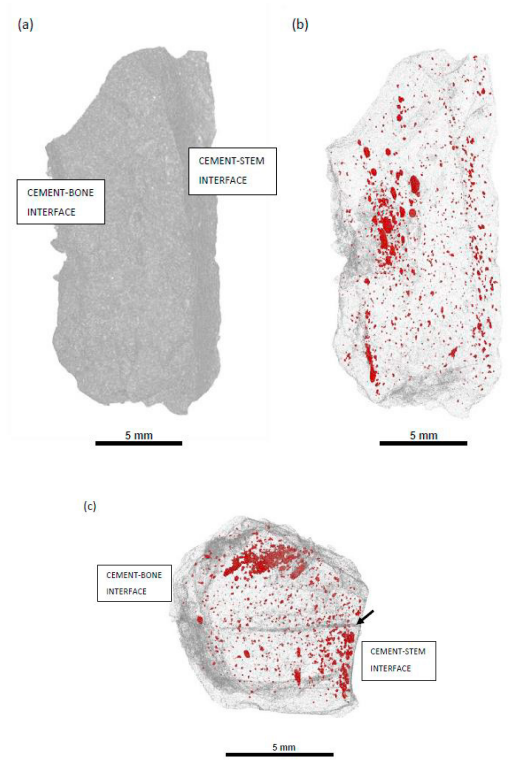 (a)
(b)
CEMENT-BONE
INTERFACE
CEMENT-STEM
INTERFACE
5 mm
5 mm
(c)
CEMENT-BONE
INTERFACE
CEMENT-STEM
INTERFACE
5 mm